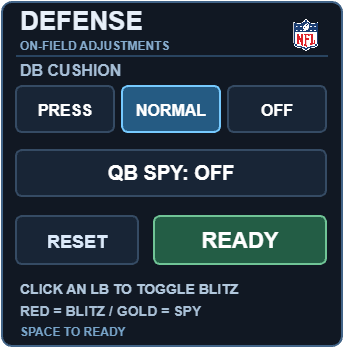 DEFENSE
ON-FIELD ADJUSTMENTS
NFL
DB CUSHION
PRESS NORMAL OFF
QB SPY: OFF
RESET READY
CLICK AN LB TO TOGGLE BLITZ
RED = BLITZ / GOLD = SPY
SPACE TO READY